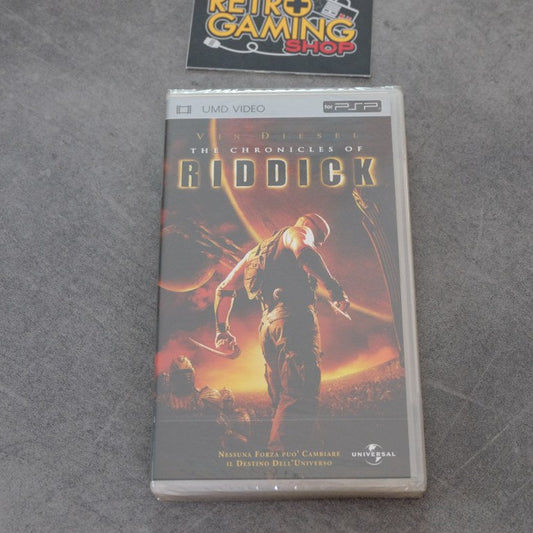 RETRO
GAMING
SHOP
UMD VIDEO
for PSP
VIN DIESEL
THE CHRONICLES OF
RIDDICK
NESSUNA FORZA PUO' CAMBIARE
IL DESTINO DELL'UNIVERSO
UNIVERSAL